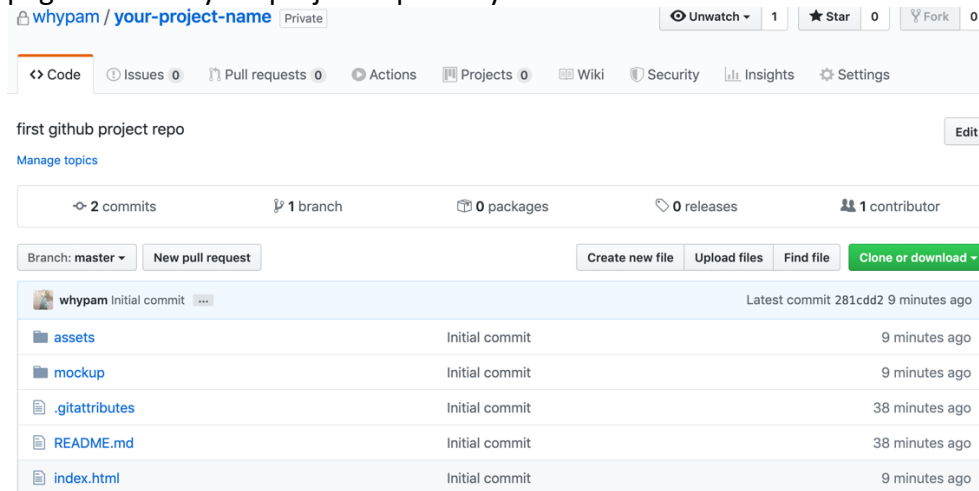 whypam / your-project-name Private Unwatch 1 Star 0 Fork 0
Code Issues 0 Pull requests 0 Actions Projects 0 Wiki Security Insights Settings
first github project repo Edit
Manage topics
2 commits 1 branch 0 packages 0 releases 1 contributor
Branch: master New pull request Create new file Upload files Find file Clone or download
whypam Initial commit ... Latest commit 281cdd2 9 minutes ago
assets Initial commit 9 minutes ago
mockup Initial commit 9 minutes ago
.gitattributes Initial commit 38 minutes ago
README.md Initial commit 38 minutes ago
index.html Initial commit 9 minutes ago